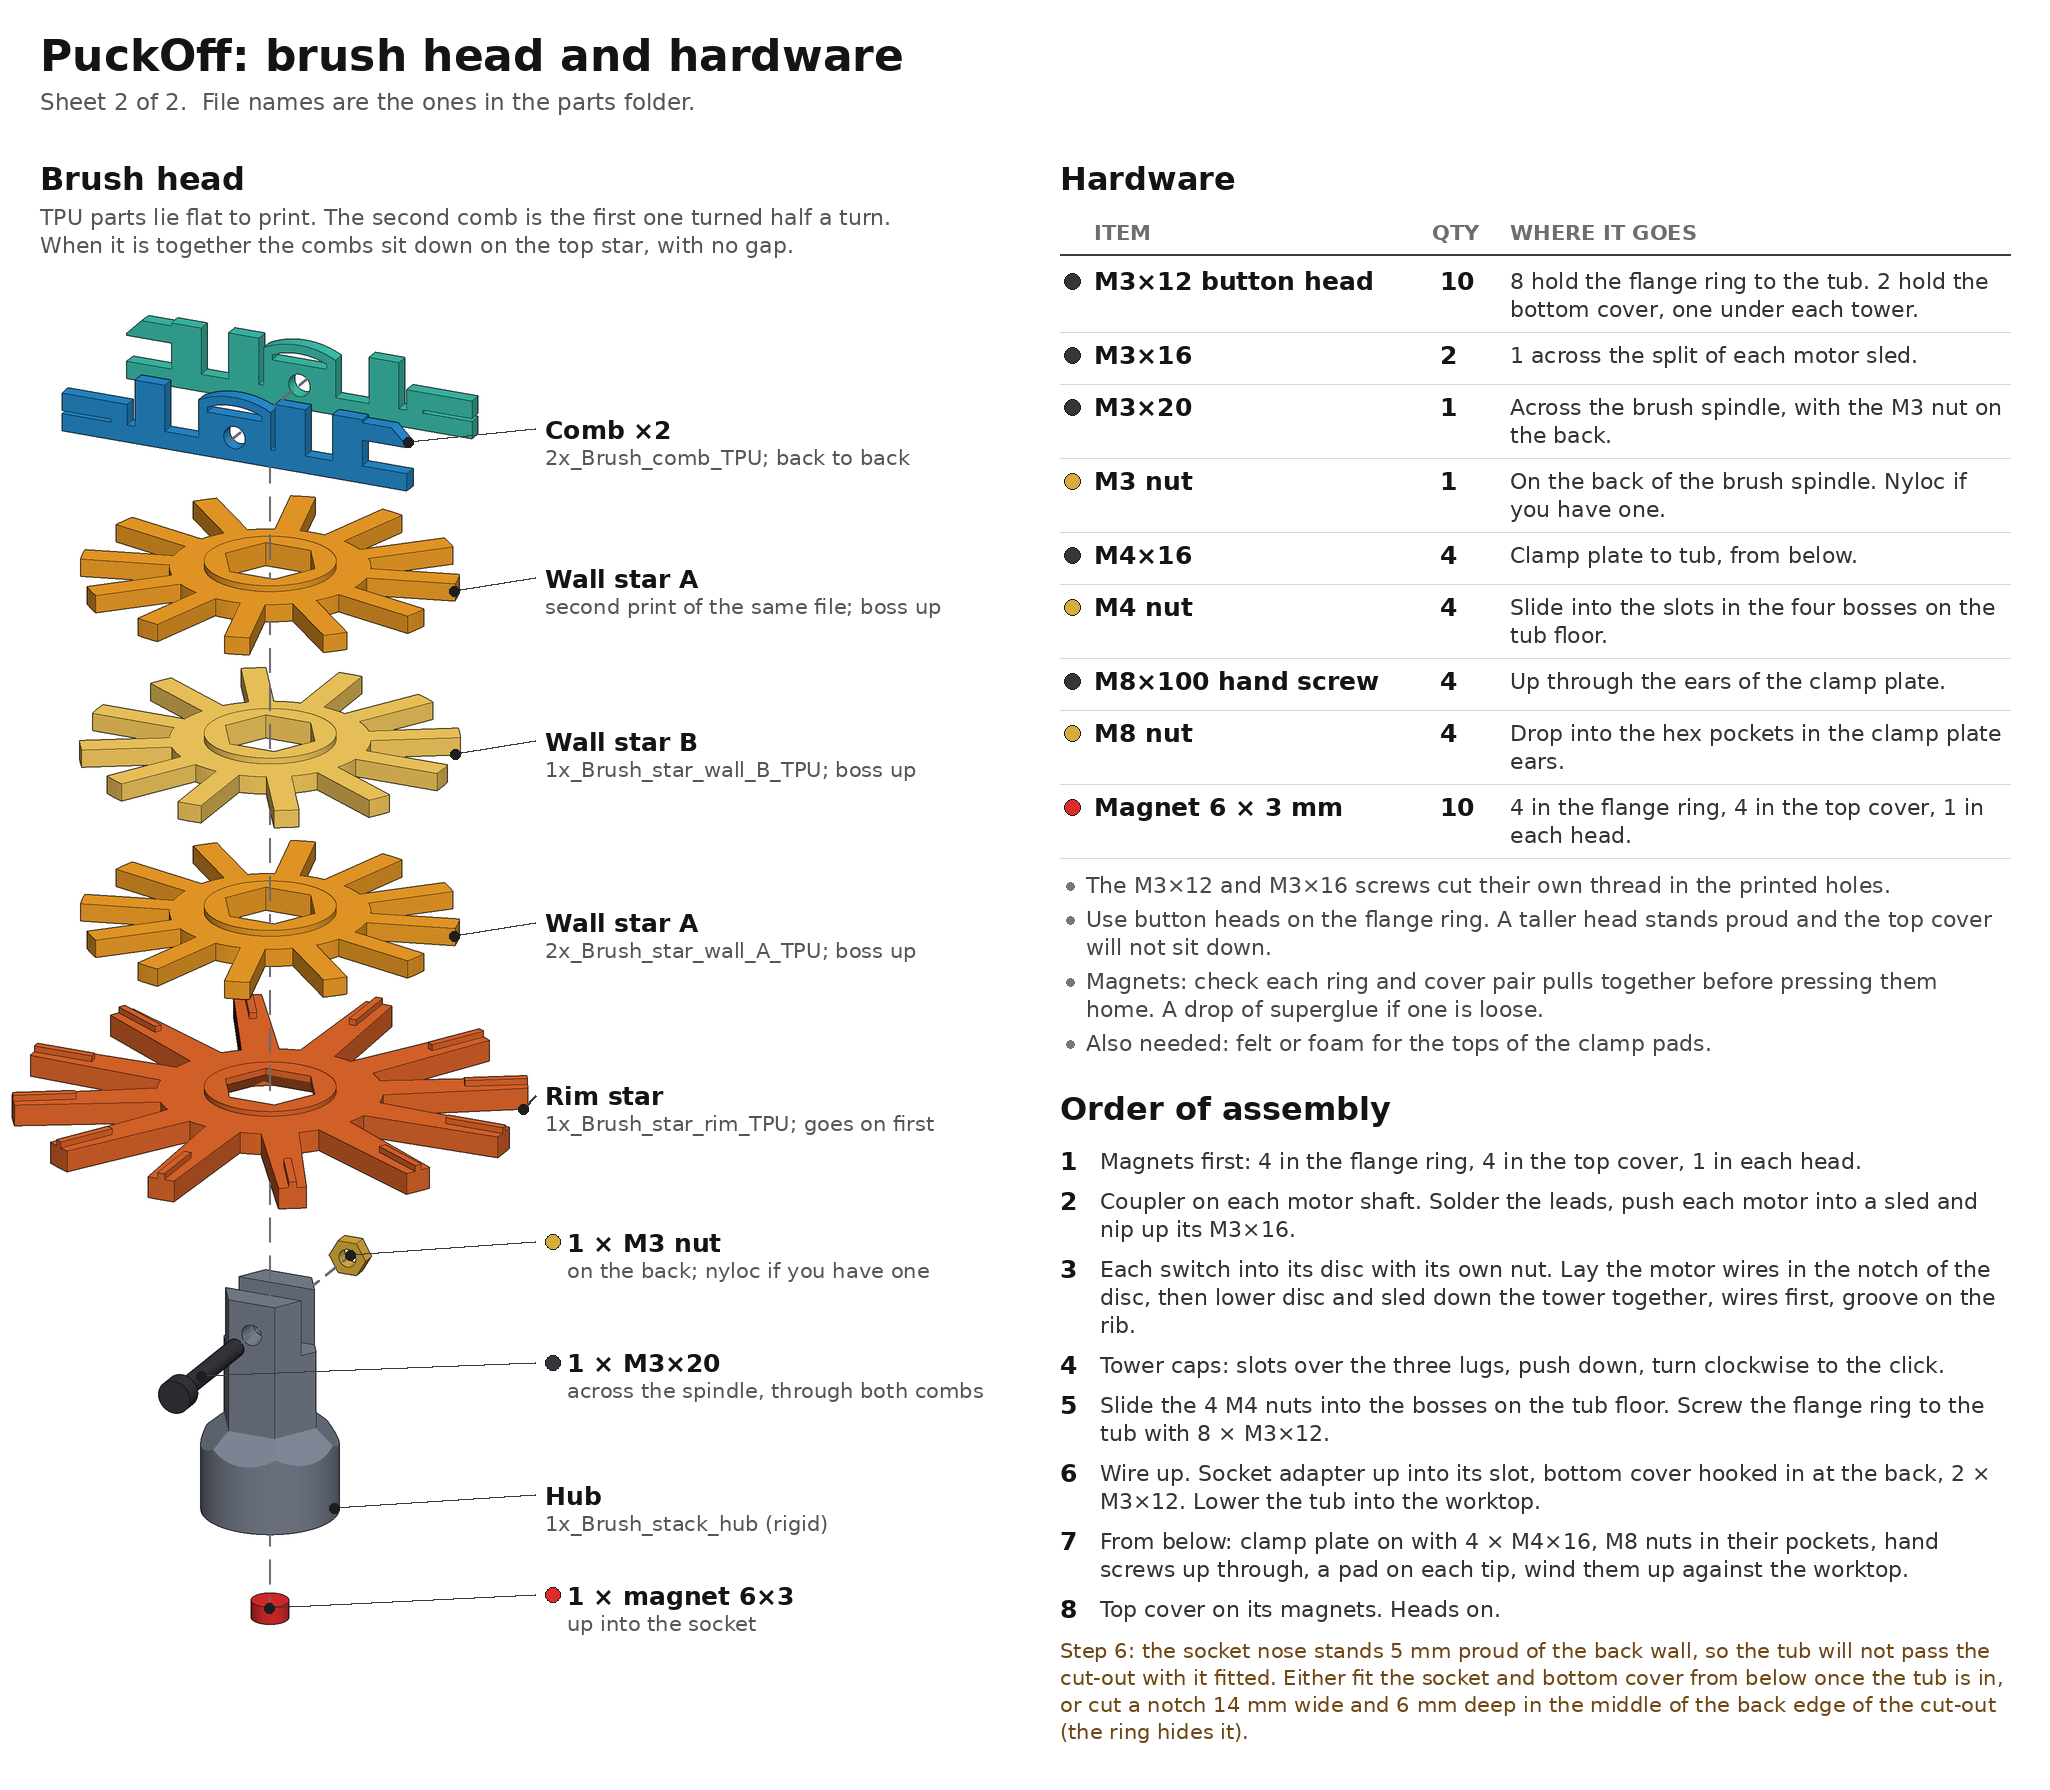 PuckOff: brush head and hardware
Sheet 2 of 2.  File names are the ones in the parts folder.
Brush head
TPU parts lie flat to print. The second comb is the first one turned half a turn.
When it is together the combs sit down on the top star, with no gap.
Comb ×2
2x_Brush_comb_TPU; back to back
Wall star A
second print of the same file; boss up
Wall star B
1x_Brush_star_wall_B_TPU; boss up
Wall star A
2x_Brush_star_wall_A_TPU; boss up
Rim star
1x_Brush_star_rim_TPU; goes on first
1 × M3 nut
on the back; nyloc if you have one
1 × M3×20
across the spindle, through both combs
Hub
1x_Brush_stack_hub (rigid)
1 × magnet 6×3
up into the socket
Hardware
ITEM QTY WHERE IT GOES
M3×12 button head 10 8 hold the flange ring to the tub. 2 hold the
bottom cover, one under each tower.
M3×16 2 1 across the split of each motor sled.
M3×20 1 Across the brush spindle, with the M3 nut on
the back.
M3 nut 1 On the back of the brush spindle. Nyloc if
you have one.
M4×16 4 Clamp plate to tub, from below.
M4 nut 4 Slide into the slots in the four bosses on the
tub floor.
M8×100 hand screw 4 Up through the ears of the clamp plate.
M8 nut 4 Drop into the hex pockets in the clamp plate
ears.
Magnet 6 × 3 mm 10 4 in the flange ring, 4 in the top cover, 1 in
each head.
• The M3×12 and M3×16 screws cut their own thread in the printed holes.
• Use button heads on the flange ring. A taller head stands proud and the top cover
will not sit down.
• Magnets: check each ring and cover pair pulls together before pressing them
home. A drop of superglue if one is loose.
• Also needed: felt or foam for the tops of the clamp pads.
Order of assembly
1 Magnets first: 4 in the flange ring, 4 in the top cover, 1 in each head.
2 Coupler on each motor shaft. Solder the leads, push each motor into a sled and
nip up its M3×16.
3 Each switch into its disc with its own nut. Lay the motor wires in the notch of the
disc, then lower disc and sled down the tower together, wires first, groove on the
rib.
4 Tower caps: slots over the three lugs, push down, turn clockwise to the click.
5 Slide the 4 M4 nuts into the bosses on the tub floor. Screw the flange ring to the
tub with 8 × M3×12.
6 Wire up. Socket adapter up into its slot, bottom cover hooked in at the back, 2 ×
M3×12. Lower the tub into the worktop.
7 From below: clamp plate on with 4 × M4×16, M8 nuts in their pockets, hand
screws up through, a pad on each tip, wind them up against the worktop.
8 Top cover on its magnets. Heads on.
Step 6: the socket nose stands 5 mm proud of the back wall, so the tub will not pass the
cut-out with it fitted. Either fit the socket and bottom cover from below once the tub is in,
or cut a notch 14 mm wide and 6 mm deep in the middle of the back edge of the cut-out
(the ring hides it).